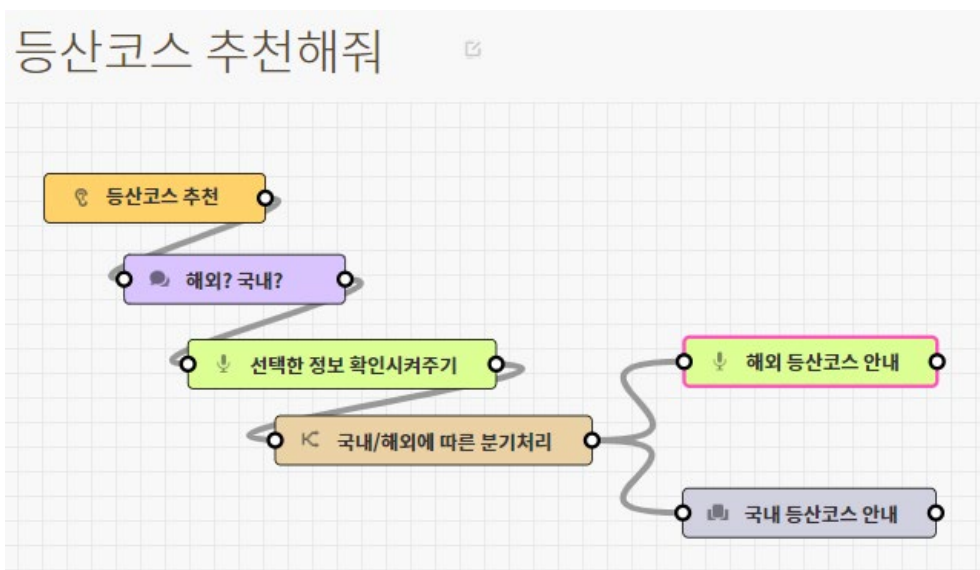 등산코스 추천해줘
등산코스 추천
해외? 국내?
선택한 정보 확인시켜주기
국내/해외에 따른 분기처리
해외 등산코스 안내
국내 등산코스 안내